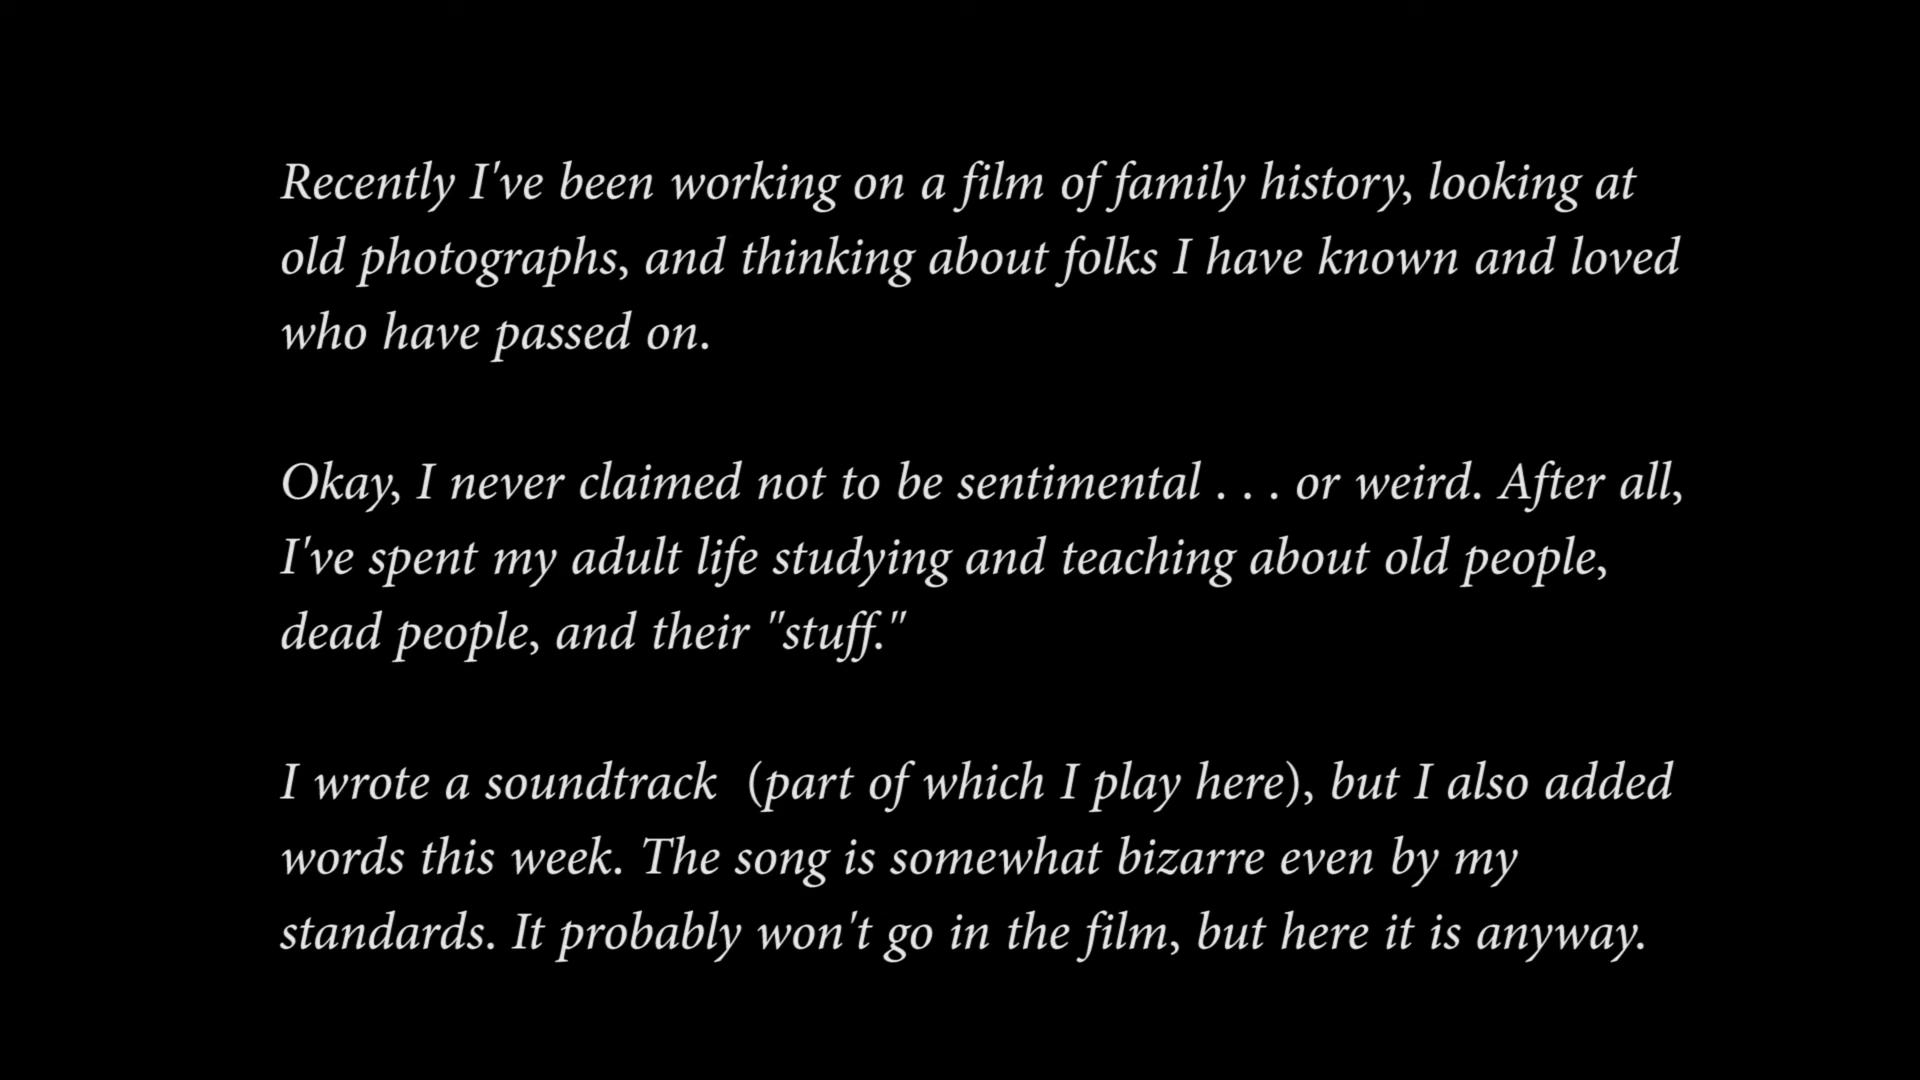 Recently I've been working on a film of family history, looking at
old photographs, and thinking about folks I have known and loved
who have passed on.
Okay, I never claimed not to be sentimental . . . or weird. After all,
I've spent my adult life studying and teaching about old people,
dead people, and their "stuff."
I wrote a soundtrack  (part of which I play here), but I also added
words this week. The song is somewhat bizarre even by my
standards. It probably won't go in the film, but here it is anyway.